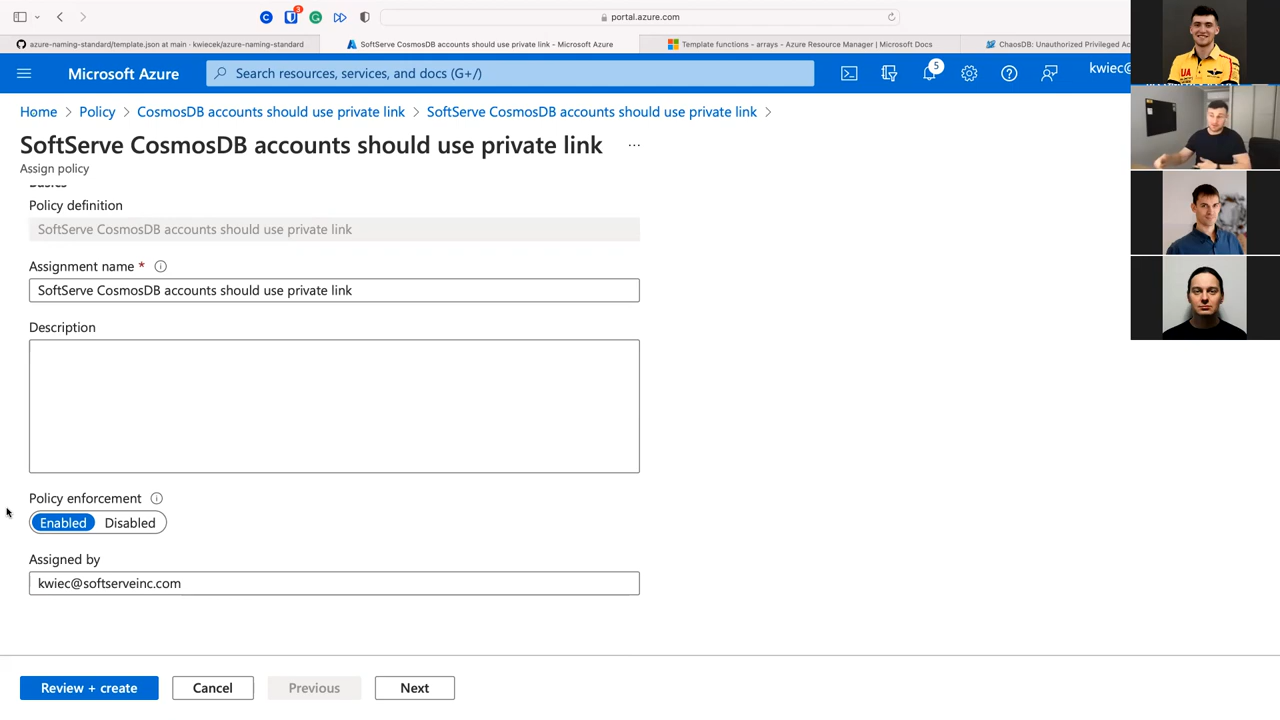 3
portal.azure.com
azure-naming-standard/template.json at main · kwiecek/azure-naming-standard
SoftServe CosmosDB accounts should use private link - Microsoft Azure
Template functions - arrays - Azure Resource Manager | Microsoft Docs
ChaosDB: Unauthorized Privileged Ac
Microsoft Azure
Search resources, services, and docs (G+/)
5
kwiec@
Home > Policy > CosmosDB accounts should use private link > SoftServe CosmosDB accounts should use private link >
SoftServe CosmosDB accounts should use private link ...
Assign policy
Basics
Policy definition
SoftServe CosmosDB accounts should use private link
Assignment name *
SoftServe CosmosDB accounts should use private link
Description
Policy enforcement
Enabled Disabled
Assigned by
kwiec@softserveinc.com
Review + create Cancel Previous Next
UA